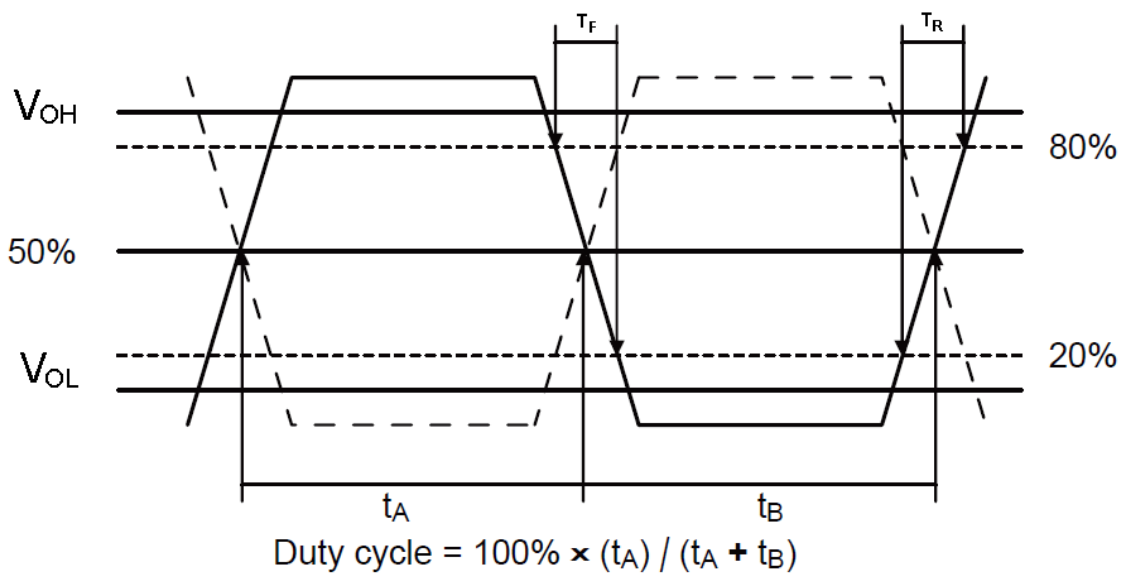 TF
TR
VOH
80%
50%
VOL
20%
tA
tB
Duty cycle = 100% × (tA) / (tA + tB)